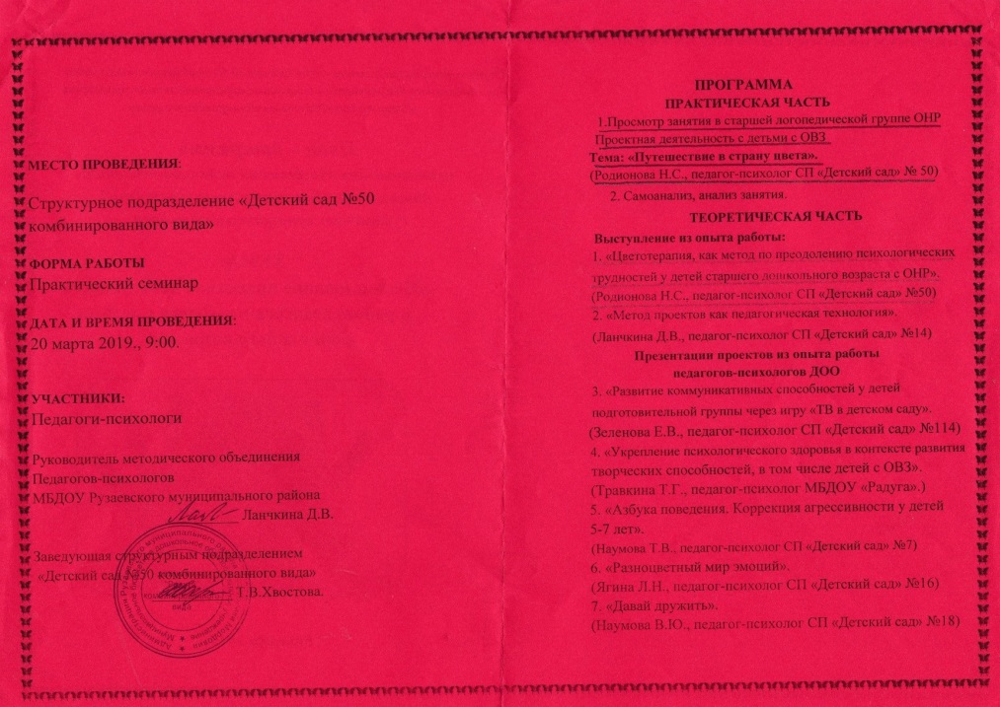 МЕСТО ПРОВЕДЕНИЯ:
Структурное подразделение «Детский сад №50
комбинированного вида»
ФОРМА РАБОТЫ
Практический семинар
ДАТА И ВРЕМЯ ПРОВЕДЕНИЯ:
20 марта 2019., 9:00.
УЧАСТНИКИ:
Педагоги-психологи
Руководитель методического объединения
Педагогов-психологов
МБДОУ Рузаевского муниципального района
Ланчкина Д.В.
Заведующая структурным подразделением
«Детский сад №50 комбинированного вида»
Т.В.Хвостова.
ПРОГРАММА
ПРАКТИЧЕСКАЯ ЧАСТЬ
1.Просмотр занятия в старшей логопедической группе ОНР
Проектная деятельность с детьми с ОВЗ
Тема: «Путешествие в страну цвета».
(Родионова Н.С., педагог-психолог СП «Детский сад» № 50)
2. Самоанализ, анализ занятия.
ТЕОРЕТИЧЕСКАЯ ЧАСТЬ
Выступление из опыта работы:
1. «Цветотерапия, как метод по преодолению психологических
трудностей у детей старшего дошкольного возраста с ОНР».
(Родионова Н.С., педагог-психолог СП «Детский сад» №50)
2. «Метод проектов как педагогическая технология».
(Ланчкина Д.В., педагог-психолог СП «Детский сад» №14)
Презентации проектов из опыта работы
педагогов-психологов ДОО
3. «Развитие коммуникативных способностей у детей
подготовительной группы через игру «ТВ в детском саду».
(Зеленова Е.В., педагог-психолог СП «Детский сад» №114)
4. «Укрепление психологического здоровья в контексте развития
творческих способностей, в том числе детей с ОВЗ».
(Травкина Т.Г., педагог-психолог МБДОУ «Радуга».)
5. «Азбука поведения. Коррекция агрессивности у детей
5-7 лет».
(Наумова Т.В., педагог-психолог СП «Детский сад» №7)
6. «Разноцветный мир эмоций».
(Ягина Л.Н., педагог-психолог СП «Детский сад» №16)
7. «Давай дружить».
(Наумова В.Ю., педагог-психолог СП «Детский сад» №18)